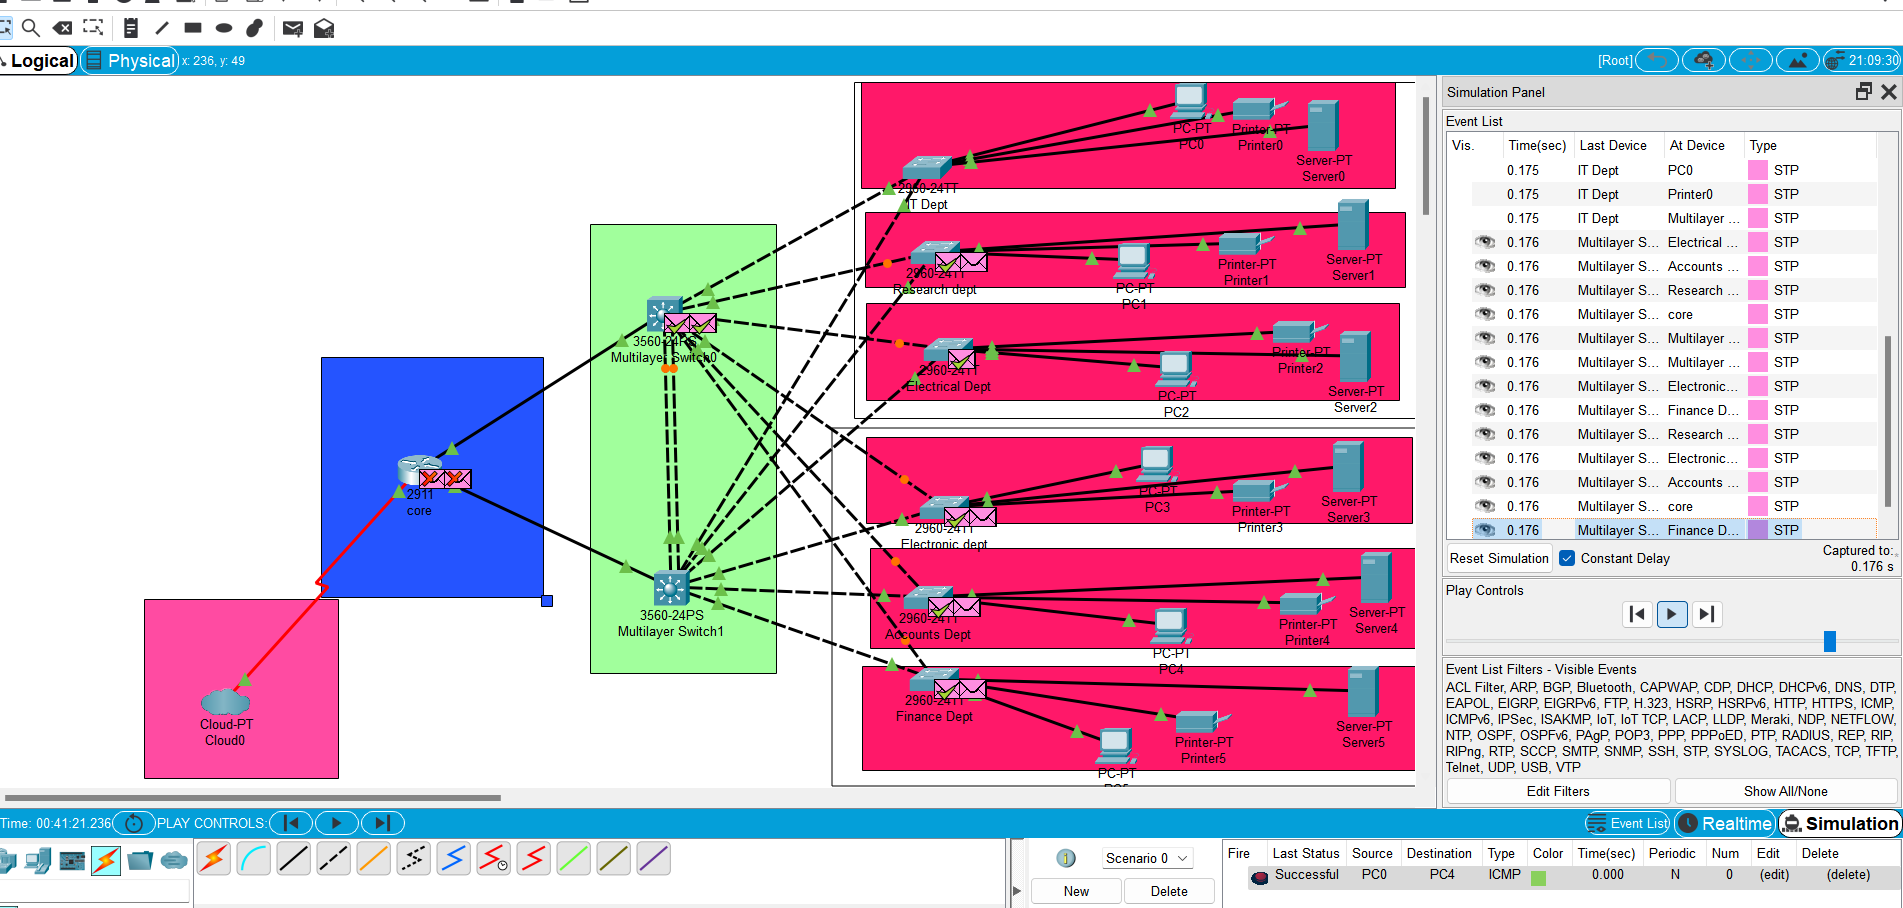 Logical
Physical
x: 236, y: 49
[Root]
21:09:30
PC-PT
PC0
Printer-PT
Printer0
Server-PT
Server0
2960-24TT
IT Dept
2960-24TT
Research dept
PC-PT
PC1
Printer-PT
Printer1
Server-PT
Server1
3560-24PS
Multilayer Switch0
2960-24TT
Electrical Dept
PC-PT
PC2
Printer-PT
Printer2
Server-PT
Server2
2911
core
2960-24TT
Electronic dept
PC-PT
PC3
Printer-PT
Printer3
Server-PT
Server3
3560-24PS
Multilayer Switch1
2960-24TT
Accounts Dept
PC-PT
PC4
Printer-PT
Printer4
Server-PT
Server4
2960-24TT
Finance Dept
PC-PT
PC5
Printer-PT
Printer5
Server-PT
Server5
Cloud-PT
Cloud0
Simulation Panel
Event List
Vis. Time(sec) Last Device At Device Type
0.175 IT Dept PC0 STP
0.175 IT Dept Printer0 STP
0.175 IT Dept Multilayer ... STP
0.176 Multilayer S... Electrical ... STP
0.176 Multilayer S... Accounts ... STP
0.176 Multilayer S... Research ... STP
0.176 Multilayer S... core STP
0.176 Multilayer S... Multilayer ... STP
0.176 Multilayer S... Multilayer ... STP
0.176 Multilayer S... Electronic... STP
0.176 Multilayer S... Finance D... STP
0.176 Multilayer S... Research ... STP
0.176 Multilayer S... Electronic... STP
0.176 Multilayer S... Accounts ... STP
0.176 Multilayer S... core STP
0.176 Multilayer S... Finance D... STP
Reset Simulation Constant Delay Captured to:
0.176 s
Play Controls
Event List Filters - Visible Events
ACL Filter, ARP, BGP, Bluetooth, CAPWAP, CDP, DHCP, DHCPv6, DNS, DTP,
EAPOL, EIGRP, EIGRPv6, FTP, H.323, HSRP, HSRPv6, HTTP, HTTPS, ICMP,
ICMPv6, IPSec, ISAKMP, IoT, IoT TCP, LACP, LLDP, Meraki, NDP, NETFLOW,
NTP, OSPF, OSPFv6, PAgP, POP3, PPP, PPPoED, PTP, RADIUS, REP, RIP,
RIPng, RTP, SCCP, SMTP, SNMP, SSH, STP, SYSLOG, TACACS, TCP, TFTP,
Telnet, UDP, USB, VTP
Edit Filters Show All/None
Time: 00:41:21.236 PLAY CONTROLS:
Event List Realtime Simulation
Scenario 0
New Delete
Fire Last Status Source Destination Type Color Time(sec) Periodic Num Edit Delete
Successful PC0 PC4 ICMP 0.000 N 0 (edit) (delete)